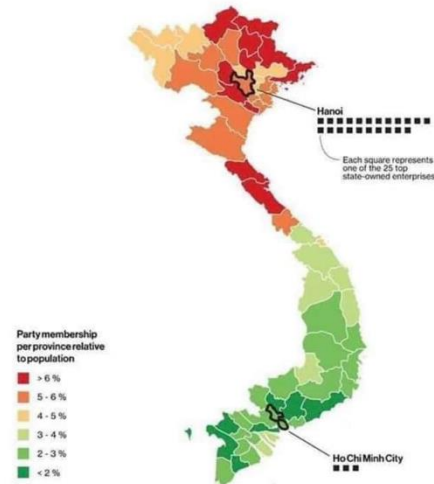 Hanoi
Each square represents
one of the 25 top
state-owned enterprises
Party membership
per province relative
to population
> 6 %
5 - 6 %
4 - 5 %
3 - 4 %
2 - 3 %
< 2 %
Ho Chi Minh City